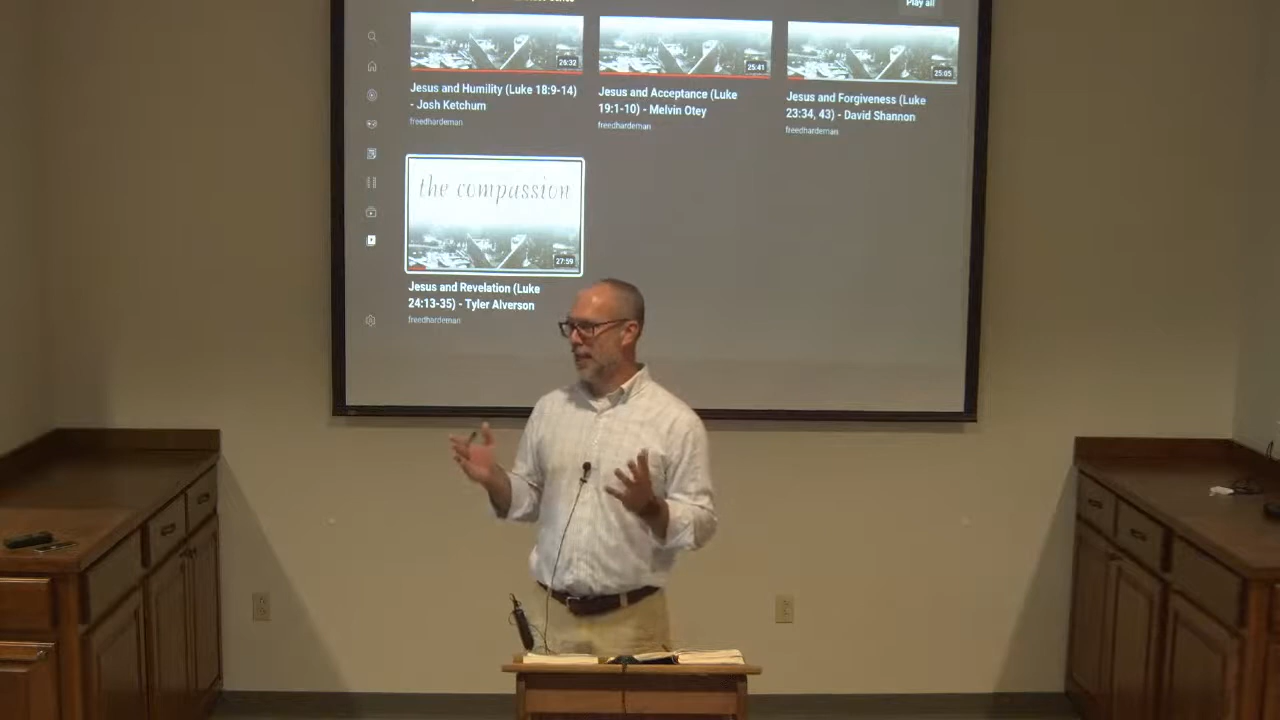 Play all
26:32
25:41
25:05
Jesus and Humility (Luke 18:9-14)
- Josh Ketchum
freedhardeman
Jesus and Acceptance (Luke
19:1-10) - Melvin Otey
freedhardeman
Jesus and Forgiveness (Luke
23:34, 43) - David Shannon
freedhardeman
the compassion
27:59
Jesus and Revelation (Luke
24:13-35) - Tyler Alverson
freedhardeman